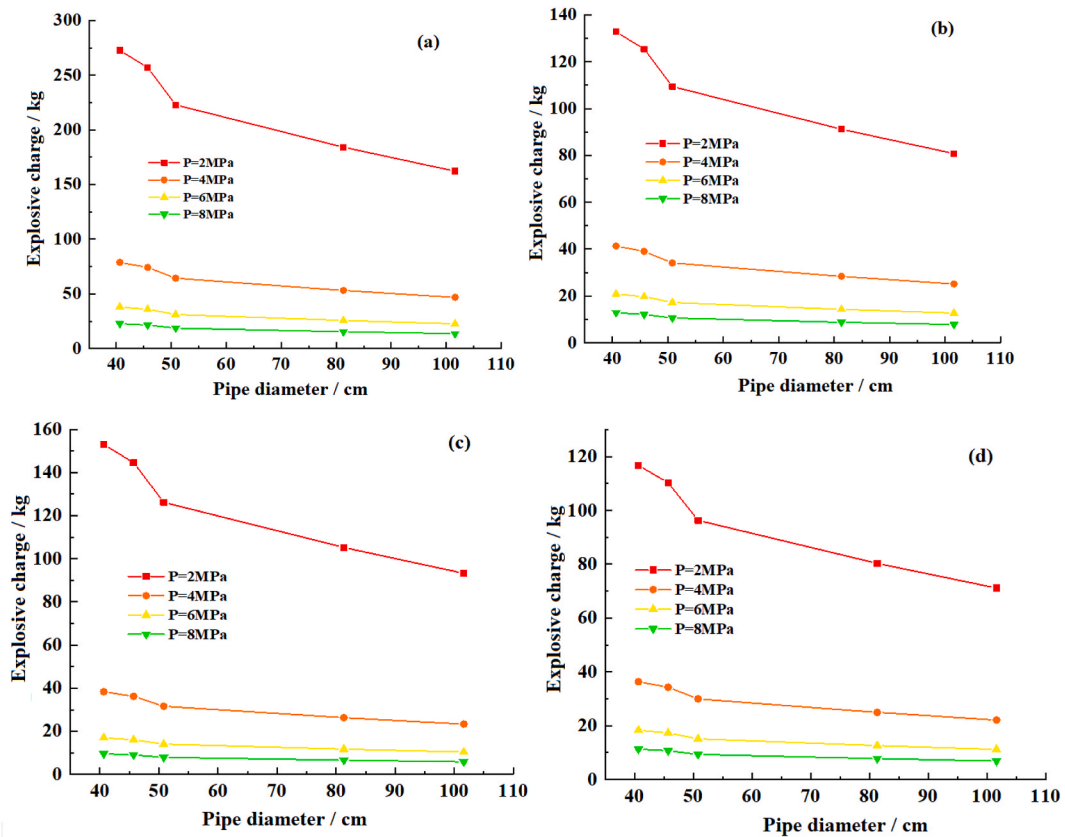 (a)
Explosive charge / kg
300
250
200
150
100
50
0
P=2MPa
P=4MPa
P=6MPa
P=8MPa
40 50 60 70 80 90 100 110
Pipe diameter / cm
(b)
Explosive charge / kg
140
120
100
80
60
40
20
0
P=2MPa
P=4MPa
P=6MPa
P=8MPa
40 50 60 70 80 90 100 110
Pipe diameter / cm
(c)
Explosive charge / kg
160
140
120
100
80
60
40
20
0
P=2MPa
P=4MPa
P=6MPa
P=8MPa
40 50 60 70 80 90 100 110
Pipe diameter / cm
(d)
Explosive charge / kg
120
100
80
60
40
20
0
P=2MPa
P=4MPa
P=6MPa
P=8MPa
40 50 60 70 80 90 100 110
Pipe diameter / cm